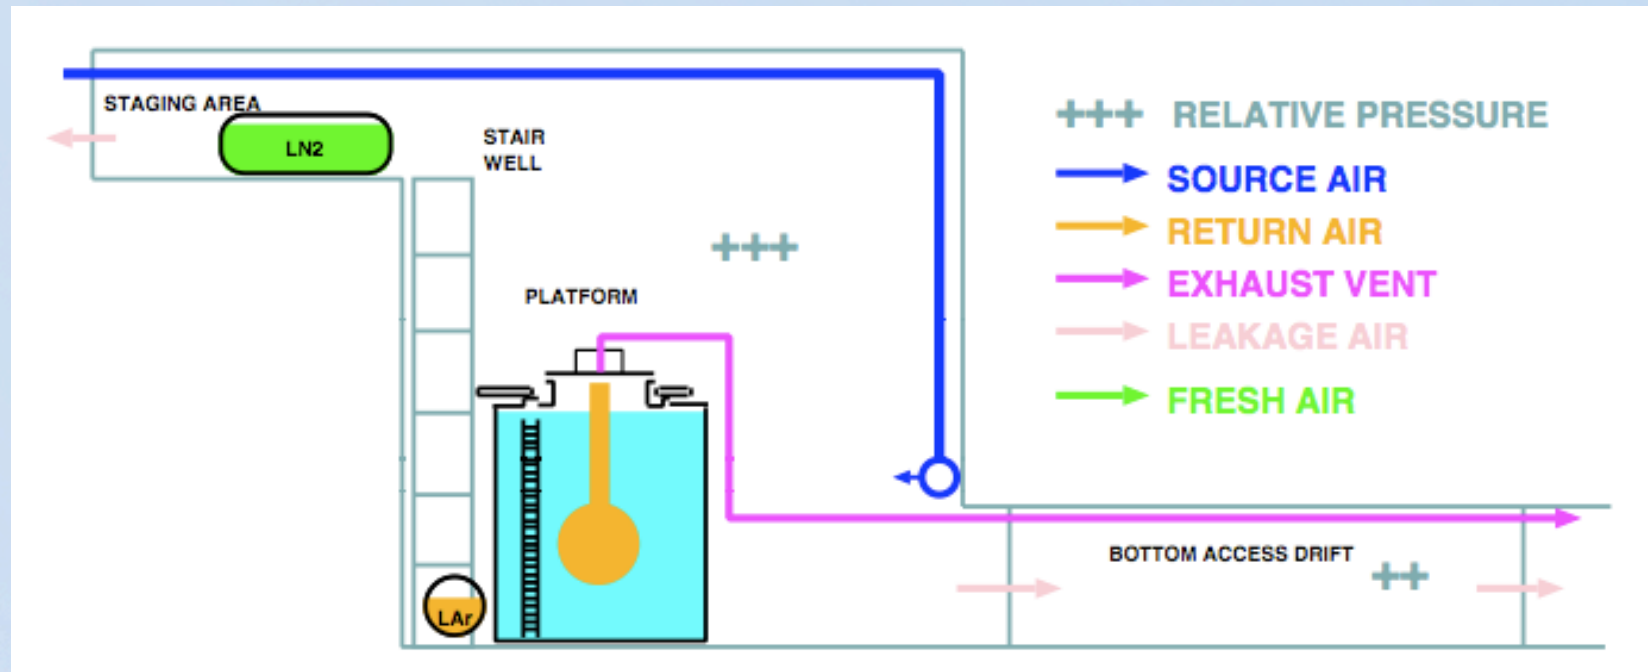 STAGING AREA
LN2
STAIR
WELL
+++
PLATFORM
LAr
BOTTOM ACCESS DRIFT
++
+++ RELATIVE PRESSURE
SOURCE AIR
RETURN AIR
EXHAUST VENT
LEAKAGE AIR
FRESH AIR